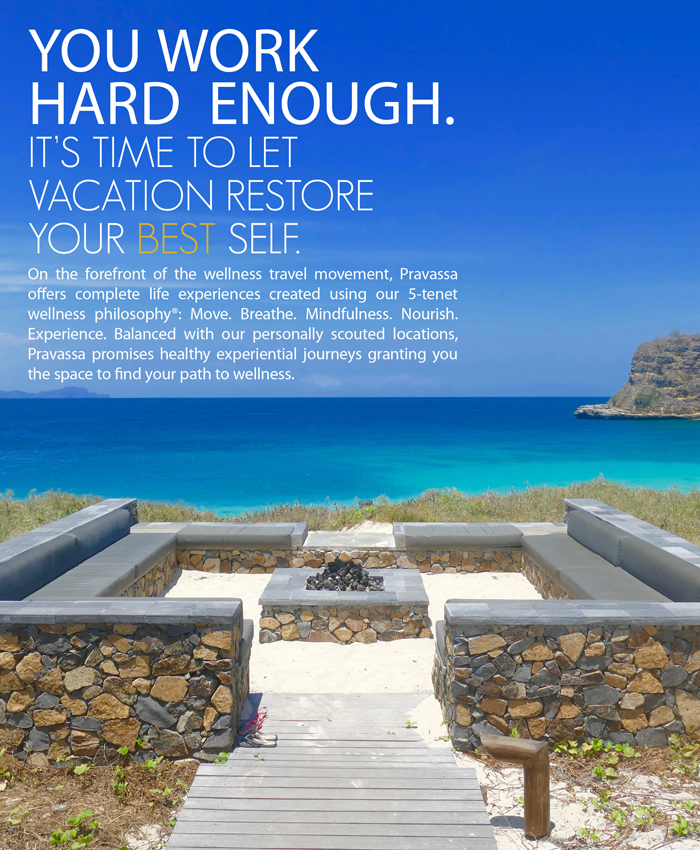 YOU WORK
HARD ENOUGH.
IT'S TIME TO LET
VACATION RESTORE
YOUR BEST SELF.
On the forefront of the wellness travel movement, Pravassa
offers complete life experiences created using our 5-tenet
wellness philosophy®: Move. Breathe. Mindfulness. Nourish.
Experience. Balanced with our personally scouted locations,
Pravassa promises healthy experiential journeys granting you
the space to find your path to wellness.